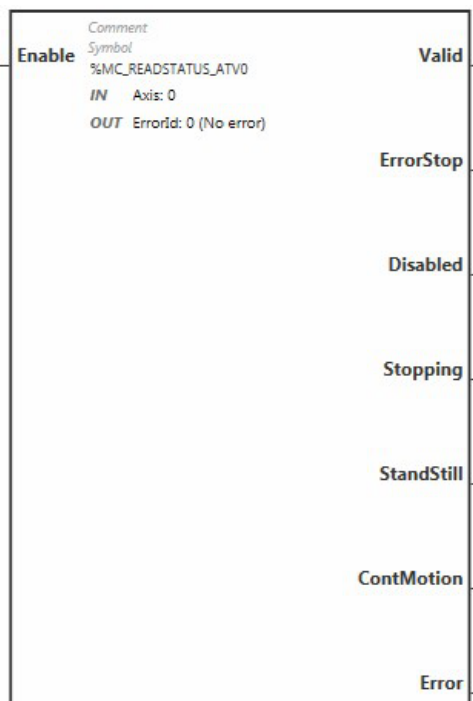 Comment
Enable Symbol Valid
%MC_READSTATUS_ATV0
IN Axis: 0
OUT ErrorId: 0 (No error)
ErrorStop
Disabled
Stopping
StandStill
ContMotion
Error